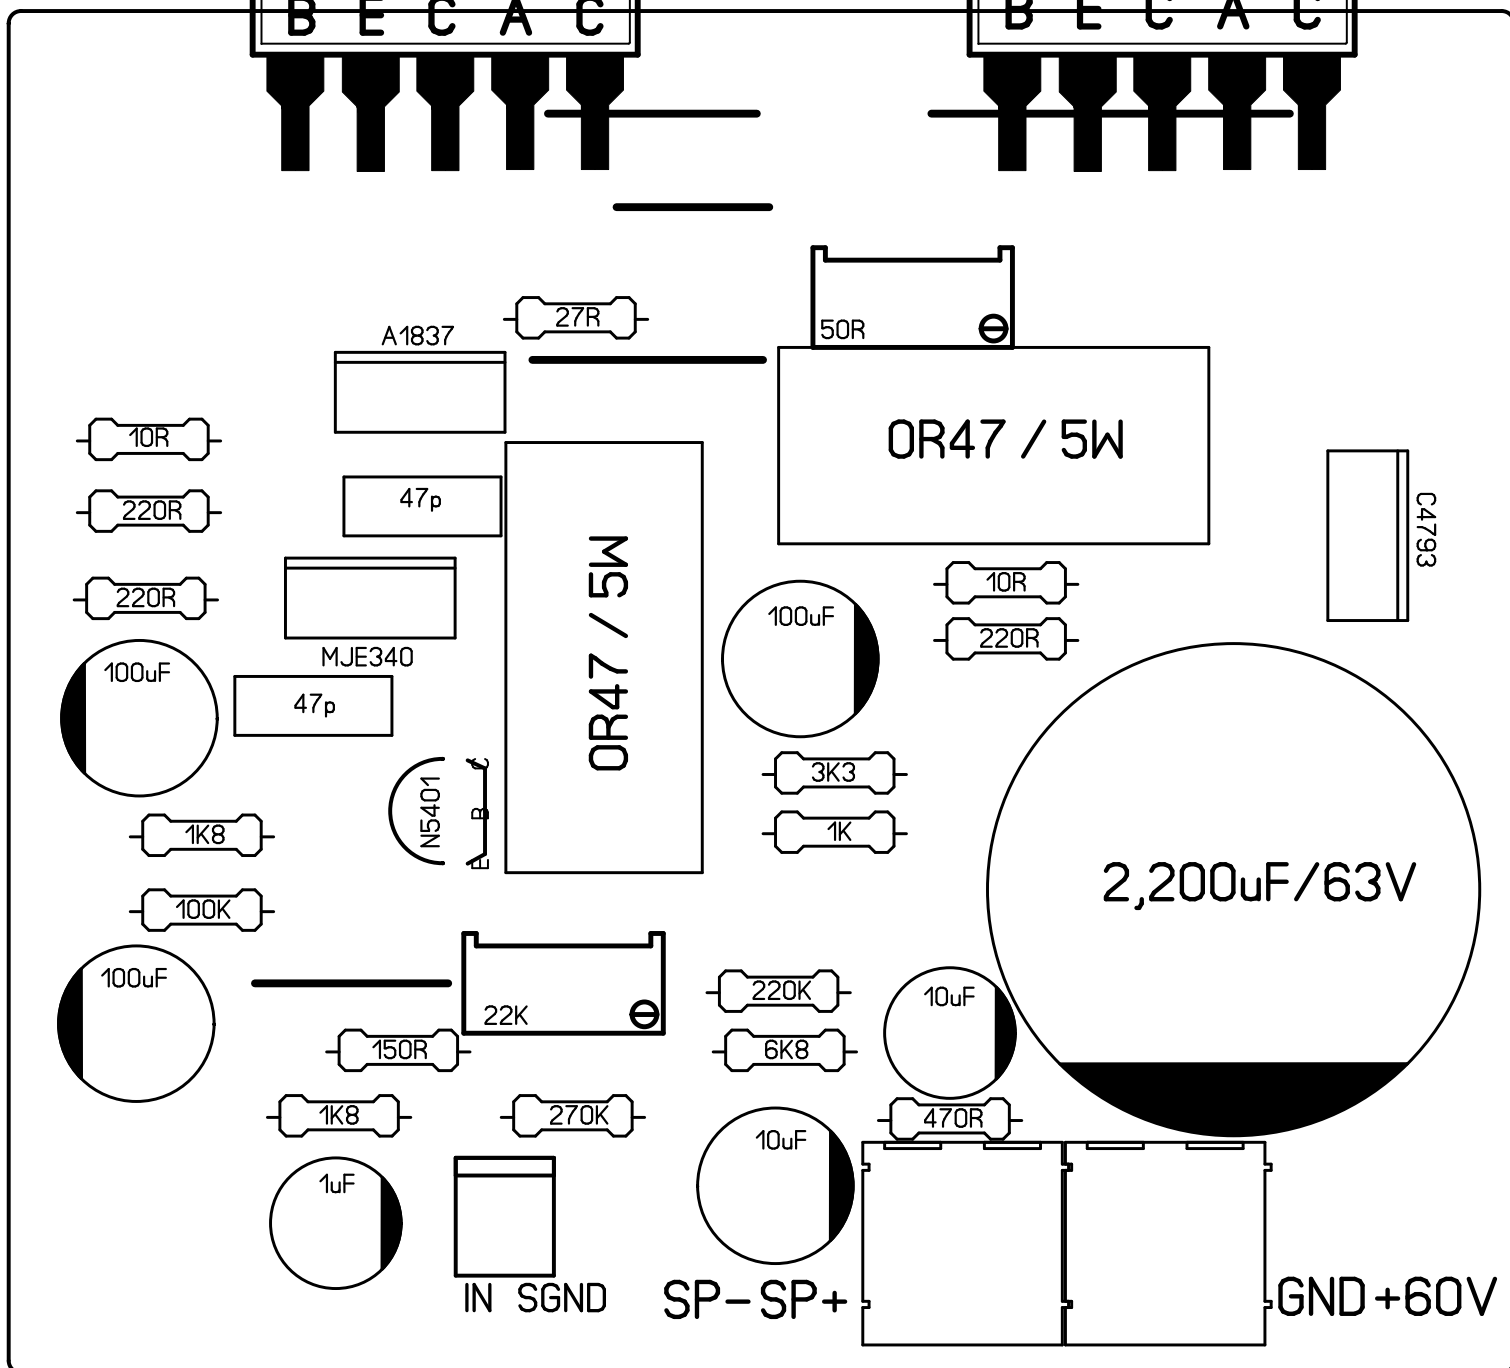 B E C A C
B E C A C
27R
50R
A1837
10R
0R47 / 5W
47p
C4793
220R
0R47 / 5W
10R
220R
100uF
220R
MJE340
100uF
47p
3K3
N5401
C
B
E
1K8
1K
2,200uF/63V
100K
100uF
220K
10uF
22K
150R
6K8
1K8
270K
470R
10uF
1uF
IN SGND
SP- SP+
GND +60V